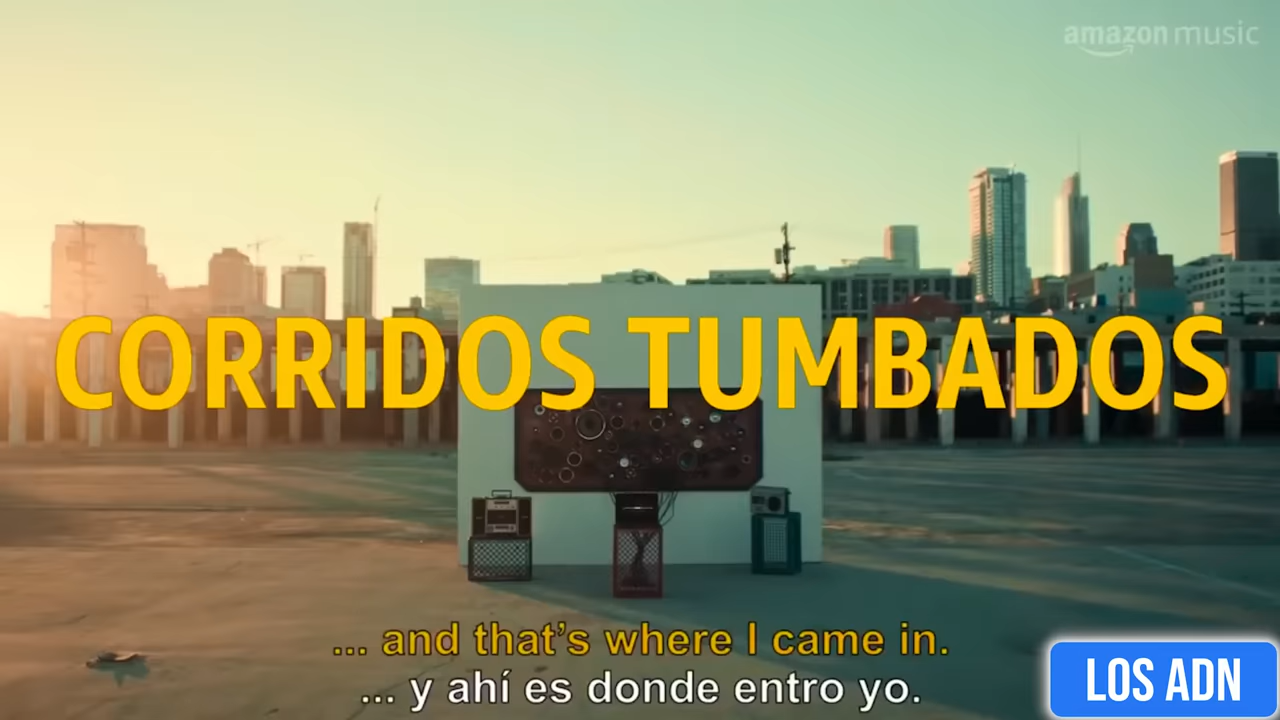 amazon music
CORRIDOS TUMBADOS
... and that's where I came in.
... y ahí es donde entro yo.
LOS ADN